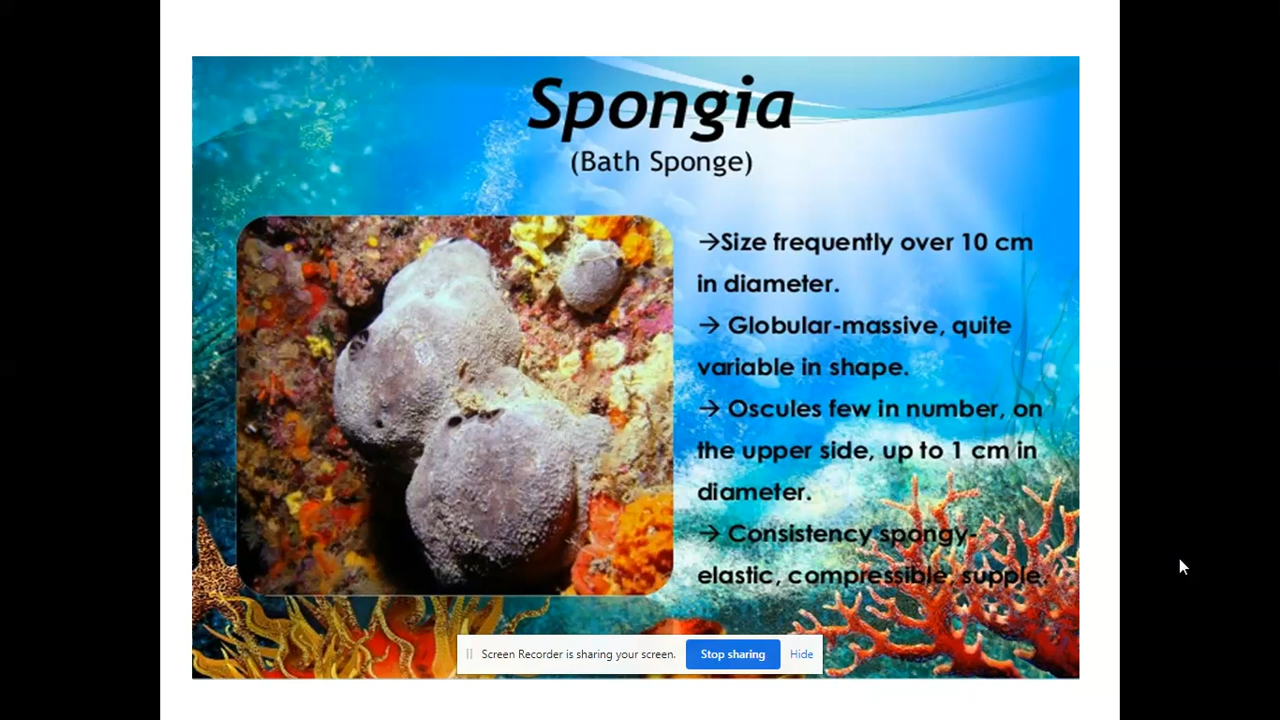 Spongia
(Bath Sponge)
→Size frequently over 10 cm
in diameter.
→ Globular-massive, quite
variable in shape.
→ Oscules few in number, on
the upper side, up to 1 cm in
diameter.
→ Consistency spongy-
elastic, compressible, supple.
Screen Recorder is sharing your screen.
Stop sharing
Hide